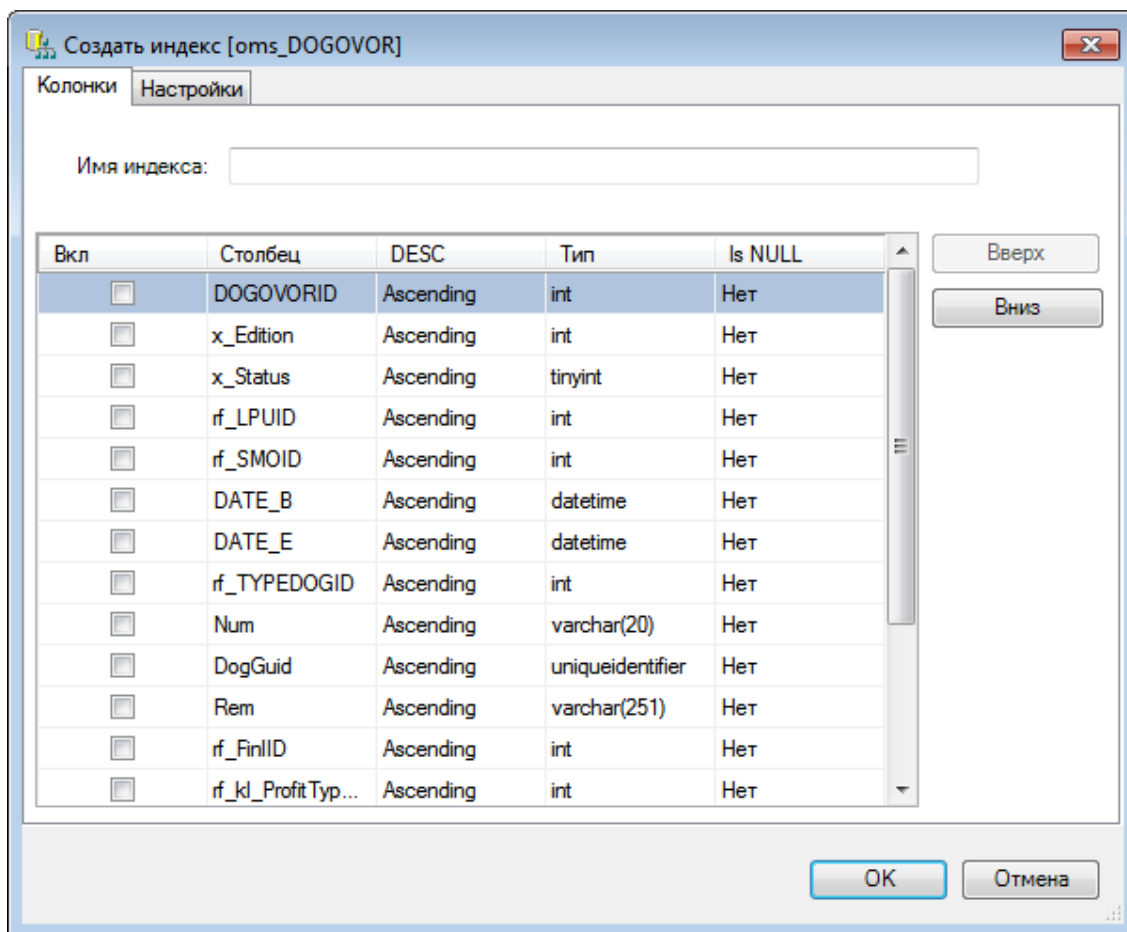 Создать индекс [oms_DOGOVOR]
Колонки Настройки
Имя индекса:
Вкл Столбец DESC Тип Is NULL Вверх
DOGOVORID Ascending int Нет Вниз
x_Edition Ascending int Нет
x_Status Ascending tinyint Нет
rf_LPUID Ascending int Нет
rf_SMOID Ascending int Нет
DATE_B Ascending datetime Нет
DATE_E Ascending datetime Нет
rf_TYPEDOGID Ascending int Нет
Num Ascending varchar(20) Нет
DogGuid Ascending uniqueidentifier Нет
Rem Ascending varchar(251) Нет
rf_FinlID Ascending int Нет
rf_kl_ProfitTyp... Ascending int Нет
OK Отмена